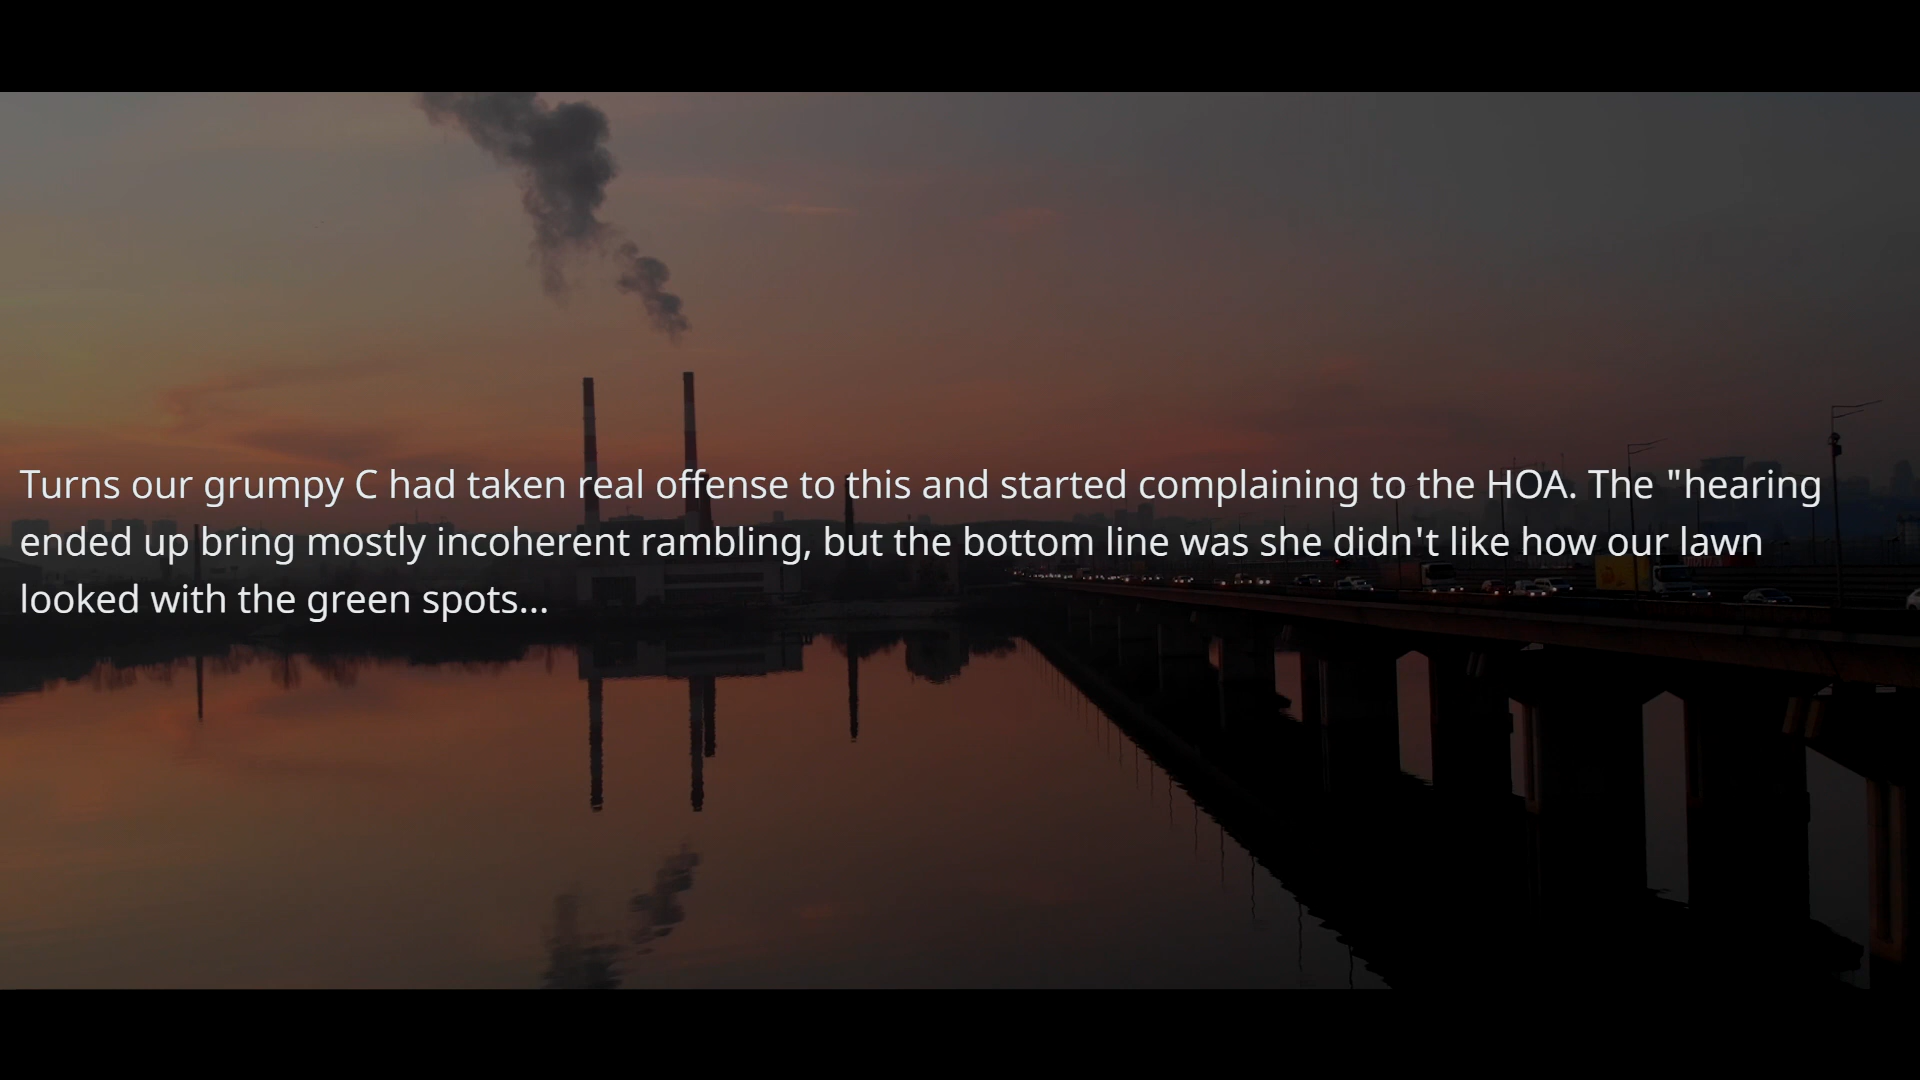 Turns our grumpy C had taken real offense to this and started complaining to the HOA. The "hearing
ended up bring mostly incoherent rambling, but the bottom line was she didn't like how our lawn
looked with the green spots...